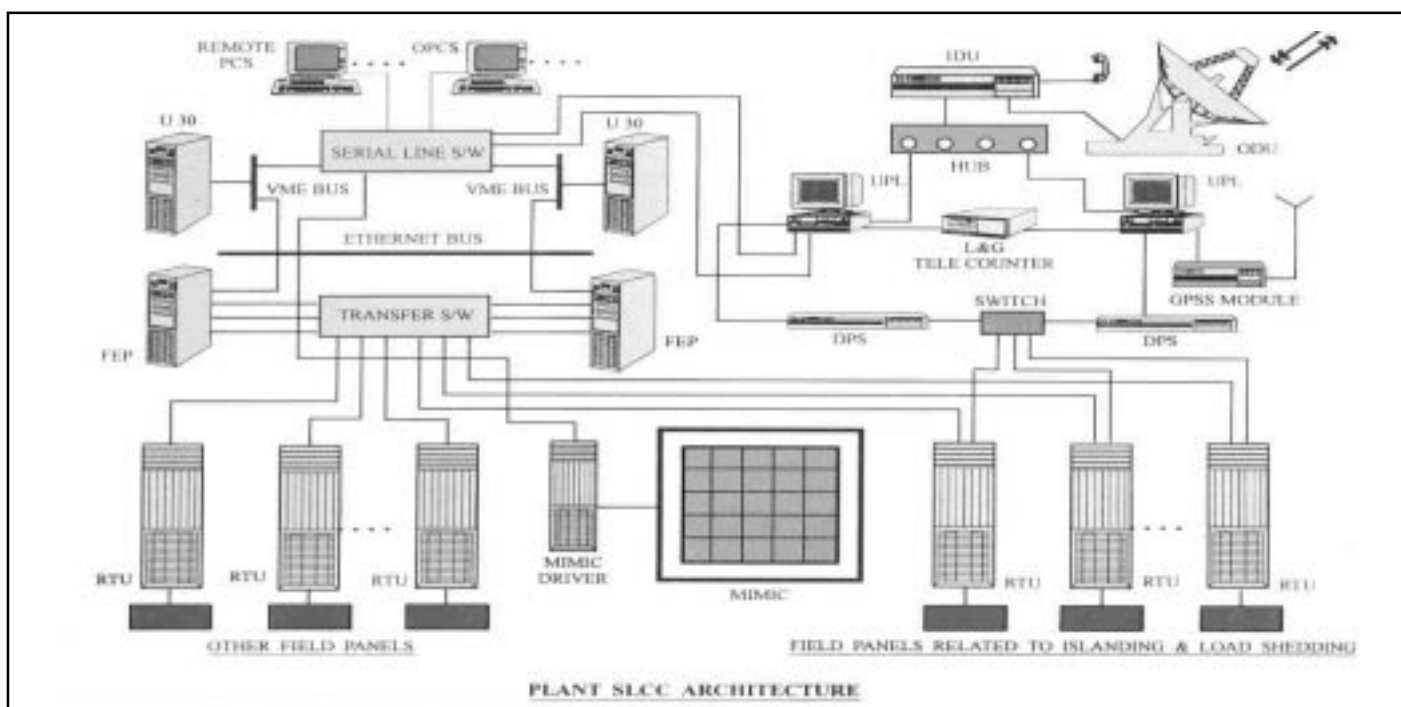 REMOTE PCS
OPCS
IDU
U 30
U 30
SERIAL LINE S/W
HUB
ODU
VME BUS
VME BUS
UPL
UPL
ETHERNET BUS
L&G
TELE COUNTER
GPSS MODULE
TRANSFER S/W
SWITCH
FEP
FEP
DPS
DPS
RTU
RTU
RTU
MIMIC
DRIVER
MIMIC
RTU
RTU
RTU
OTHER FIELD PANELS
FIELD PANELS RELATED TO ISLANDING & LOAD SHEDDING
PLANT SLCC ARCHITECTURE